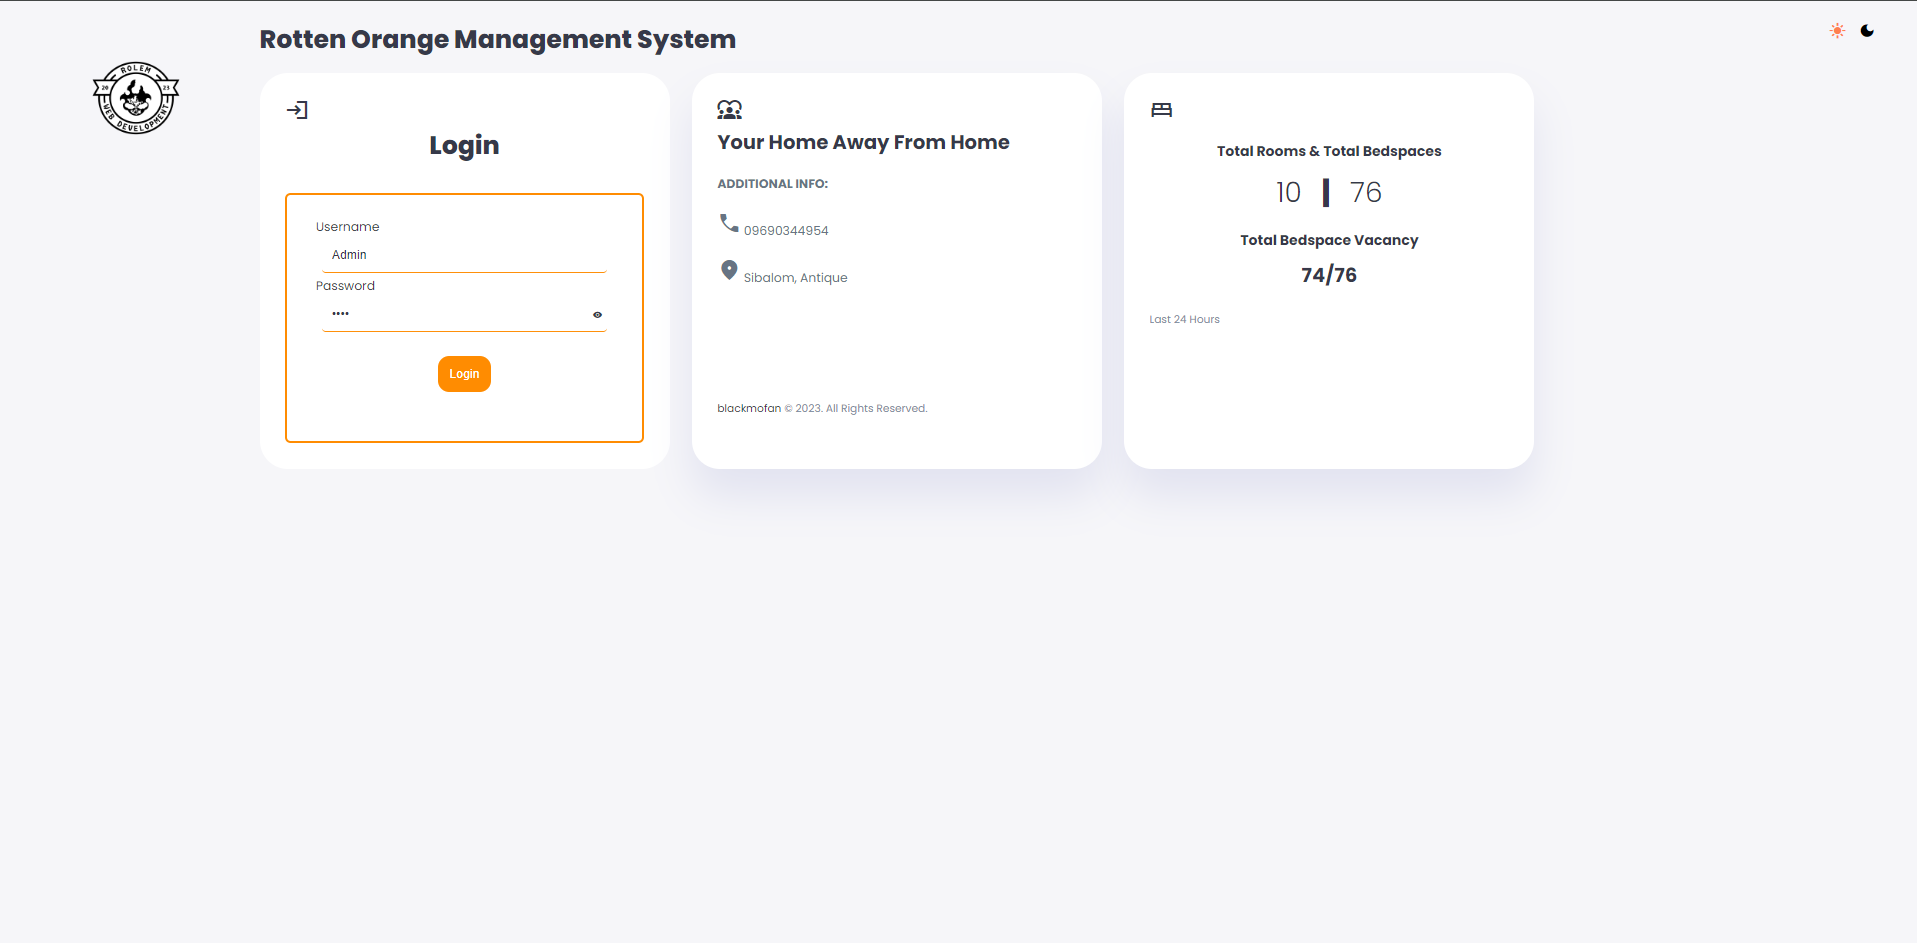 Rotten Orange Management System
ROLEM
20 23
WEB DEVELOPMENT
Login
Username
Admin
Password
••••
Login
Your Home Away From Home
ADDITIONAL INFO:
09690344954
Sibalom, Antique
blackmofan © 2023. All Rights Reserved.
Total Rooms & Total Bedspaces
10 | 76
Total Bedspace Vacancy
74/76
Last 24 Hours